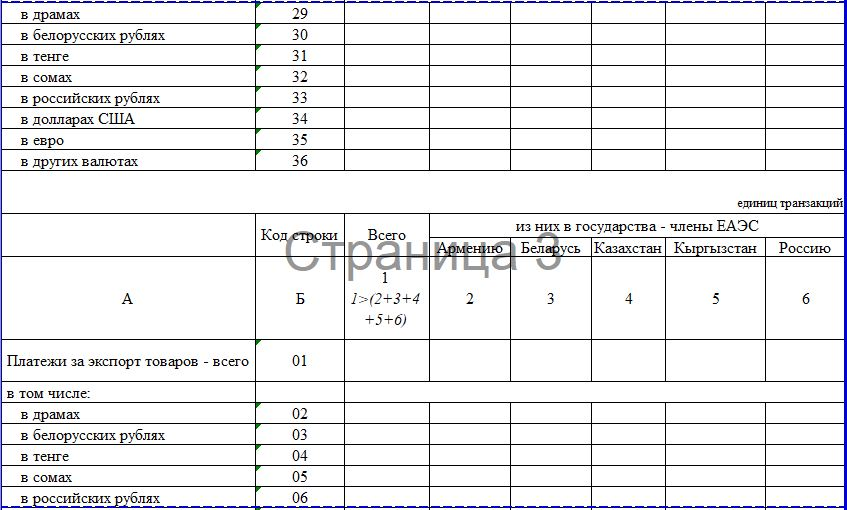 в драмах 29
в белорусских рублях 30
в тенге 31
в сомах 32
в российских рублях 33
в долларах США 34
в евро 35
в других валютах 36
единиц транзакций
Код строки Всего из них в государства - члены ЕАЭС
Армению Беларусь Казахстан Кыргызстан Россию
Страница 3
А Б 1 2 3 4 5 6
1>(2+3+4
+5+6)
Платежи за экспорт товаров - всего 01
в том числе:
в драмах 02
в белорусских рублях 03
в тенге 04
в сомах 05
в российских рублях 06